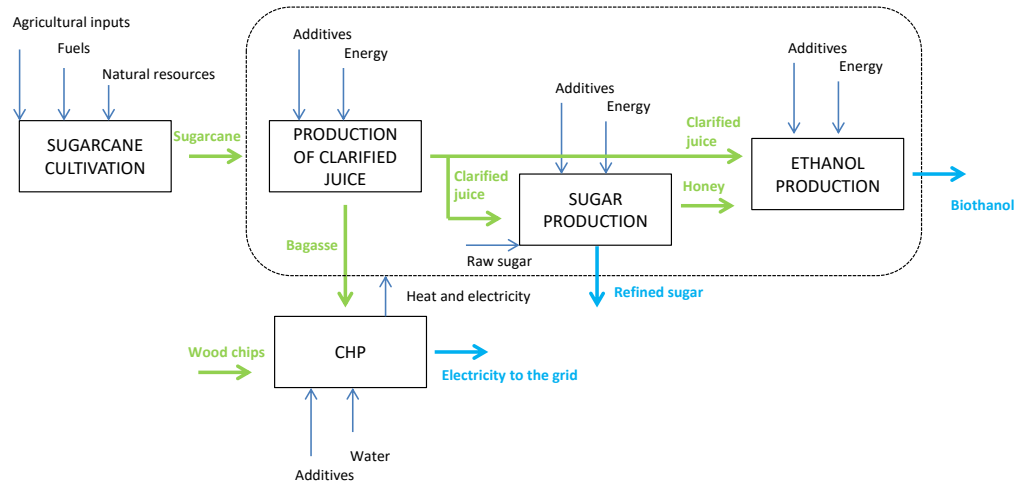 Agricultural inputs
Fuels
Natural resources
SUGARCANE
CULTIVATION
Sugarcane
Additives
Energy
PRODUCTION
OF CLARIFIED
JUICE
Clarified
juice
Additives
Energy
SUGAR
PRODUCTION
Raw sugar
Honey
Clarified
juice
Additives
Energy
ETHANOL
PRODUCTION
Biothanol
Bagasse
Heat and electricity
Refined sugar
Wood chips
CHP
Electricity to the grid
Water
Additives